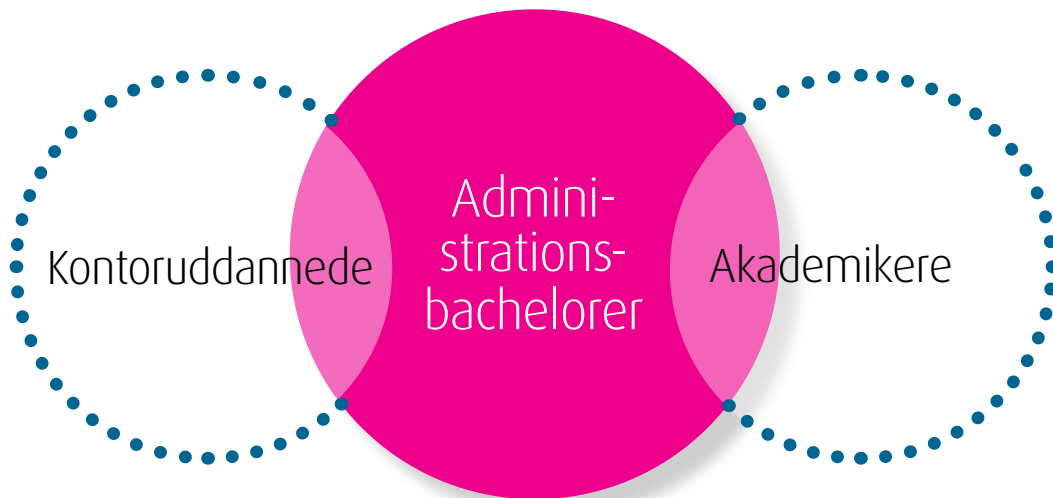 Kontoruddannede
Admini-
strations-
bachelorer
Akademikere